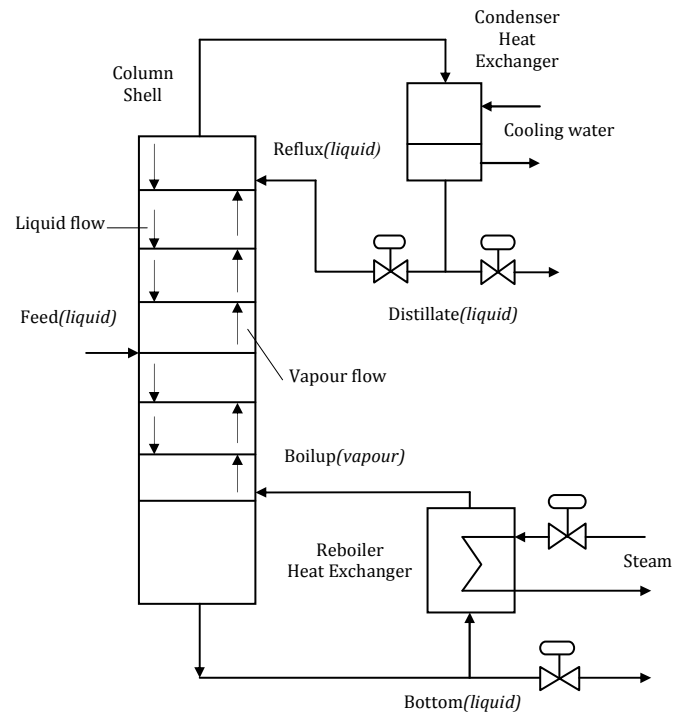 Condenser
Heat
Exchanger
Column
Shell
Cooling water
Reflux(liquid)
Liquid flow
Feed(liquid)
Distillate(liquid)
Vapour flow
Boilup(vapour)
Reboiler
Heat Exchanger
Steam
Bottom(liquid)